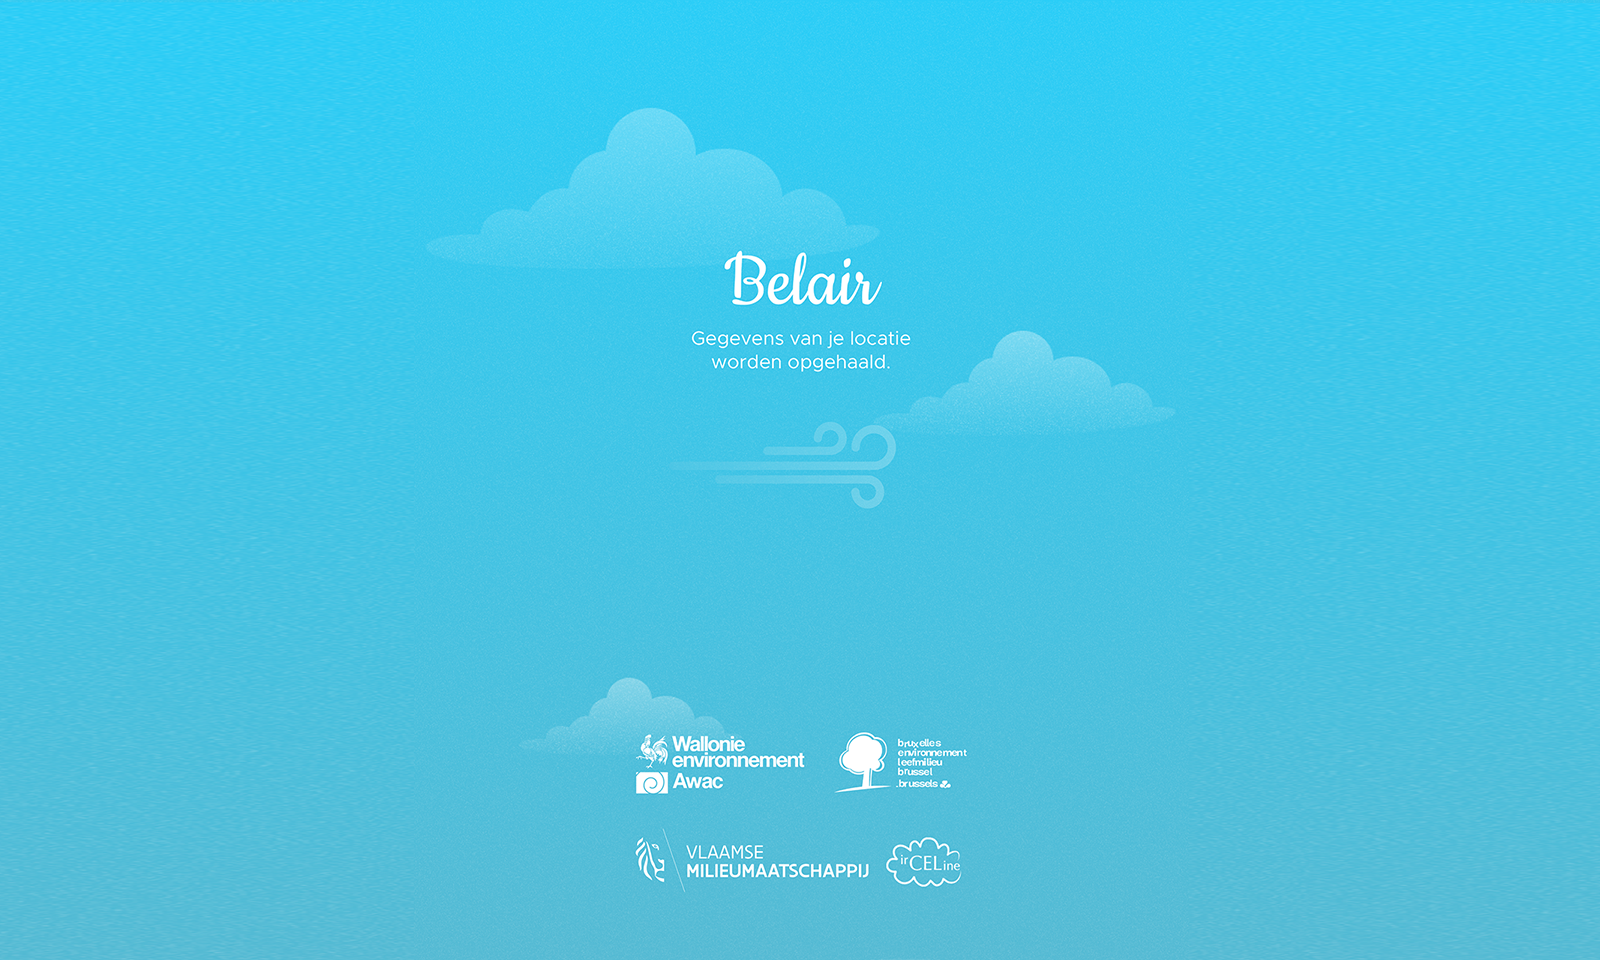 Belair
Gegevens van je locatie
worden opgehaald.
Wallonie
environnement
Awac
bruxelles
environnement
leefmilieu
brussel
.brussels
VLAAMSE
MILIEUMAATSCHAPPIJ
irCELine